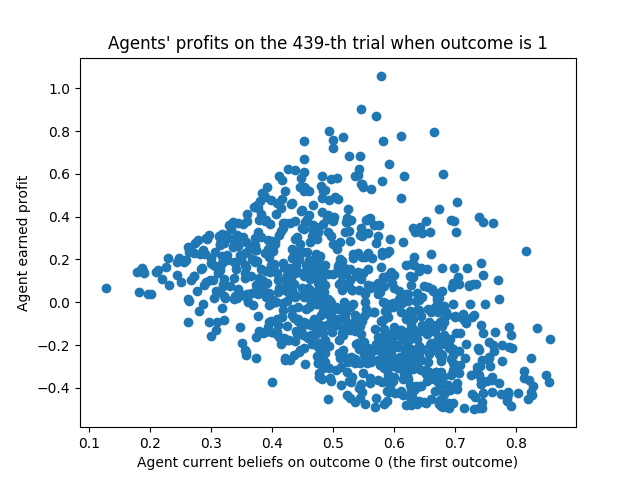 Agents' profits on the 439-th trial when outcome is 1
Agent earned profit
1.0
0.8
0.6
0.4
0.2
0.0
−0.2
−0.4
0.1 0.2 0.3 0.4 0.5 0.6 0.7 0.8
Agent current beliefs on outcome 0 (the first outcome)